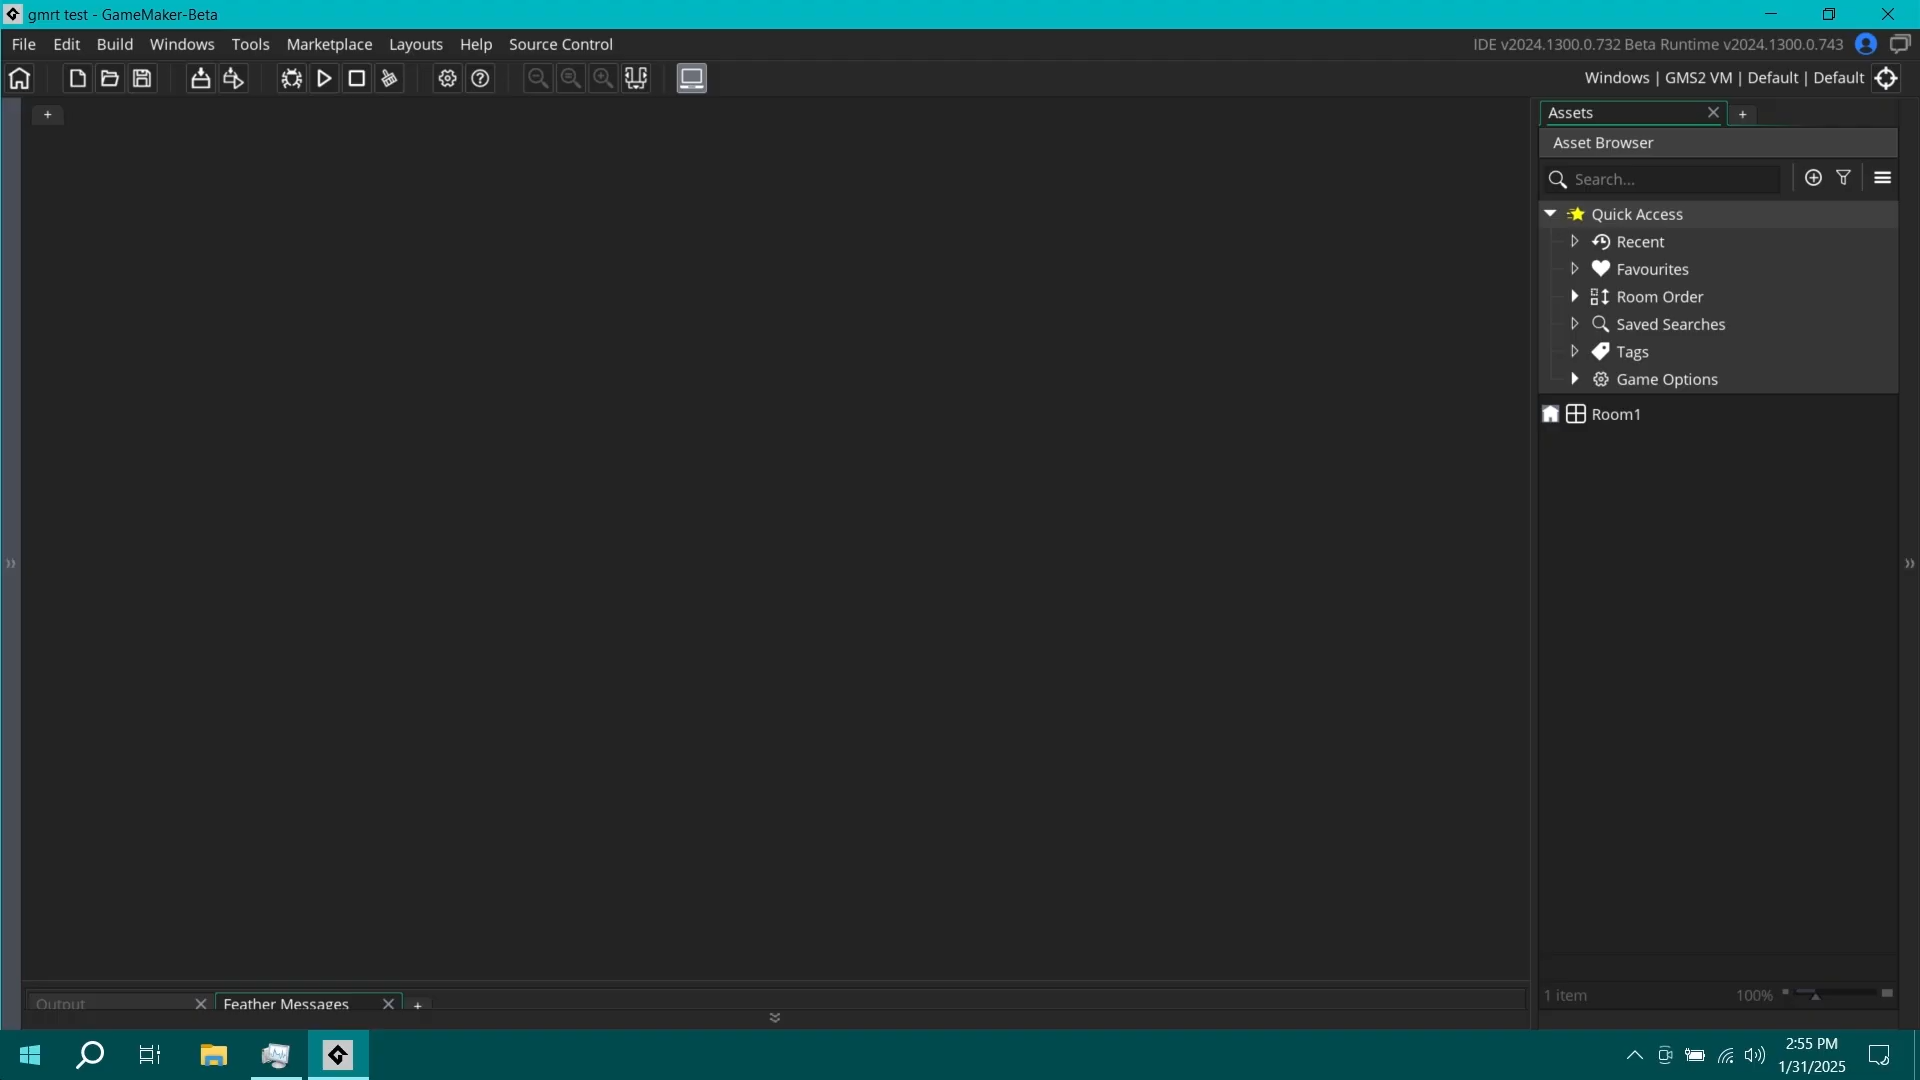 gmrt test - GameMaker-Beta
File Edit Build Windows Tools Marketplace Layouts Help Source Control
IDE v2024.1300.0.732 Beta Runtime v2024.1300.0.743
Windows | GMS2 VM | Default | Default
+
Assets
+
Asset Browser
Search...
Quick Access
Recent
Favourites
Room Order
Saved Searches
Tags
Game Options
Room1
1 item
100%
Output
Feather Messages
+
2:55 PM
1/31/2025